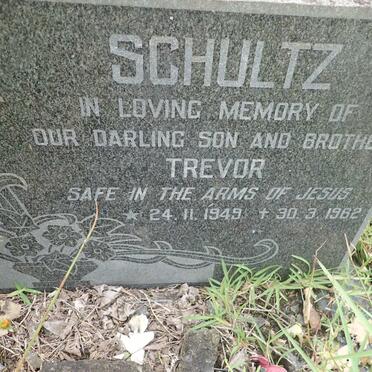 SCHULTZ
IN LOVING MEMORY OF
OUR DARLING SON AND BROTHE
TREVOR
SAFE IN THE ARMS OF JESUS
★ 24.11.1949 ✝ 30.3.1962